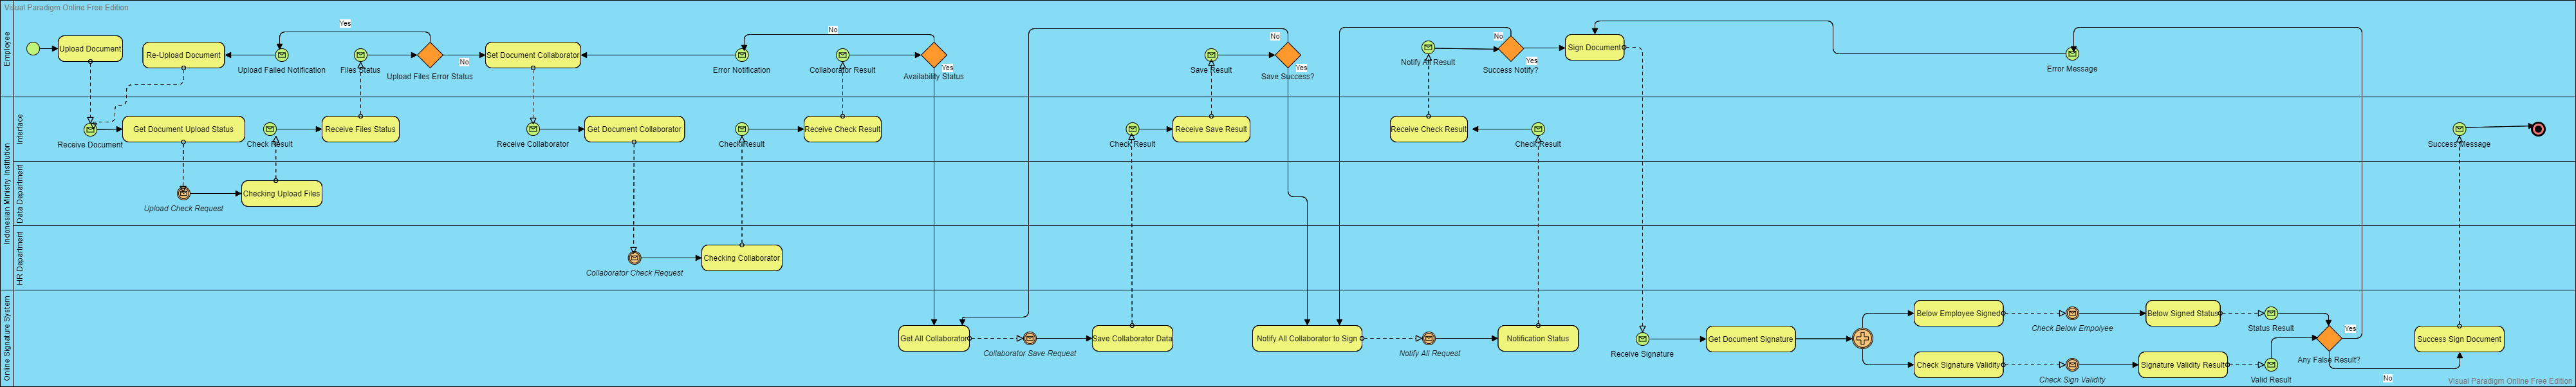 Visual Paradigm Online Free Edition
Employee
Upload Document
Re-Upload Document
Yes
Upload Failed Notification
Files Status
Upload Files Error Status
No
Set Document Collaborator
No
Error Notification
Collaborator Result
Availability Status
Yes
No
Save Result
Save Success?
Yes
Notify All Result
No
Success Notify?
Yes
Sign Document
Error Message
Indonesian Ministry Institution
Interface
Receive Document
Get Document Upload Status
Check Result
Receive Files Status
Receive Collaborator
Get Document Collaborator
Check Result
Receive Check Result
Check Result
Receive Save Result
Receive Check Result
Check Result
Success Message
Data Department
Upload Check Request
Checking Upload Files
HR Department
Collaborator Check Request
Checking Collaborator
Online Signature System
Get All Collaborator
Collaborator Save Request
Save Collaborator Data
Notify All Collaborator to Sign
Notify All Request
Notification Status
Receive Signature
Get Document Signature
Below Employee Signed
Check Below Empolyee
Below Signed Status
Status Result
Check Signature Validity
Check Sign Validity
Signature Validity Result
Valid Result
Any False Result?
Yes
No
Success Sign Document
Visual Paradigm Online Free Edition